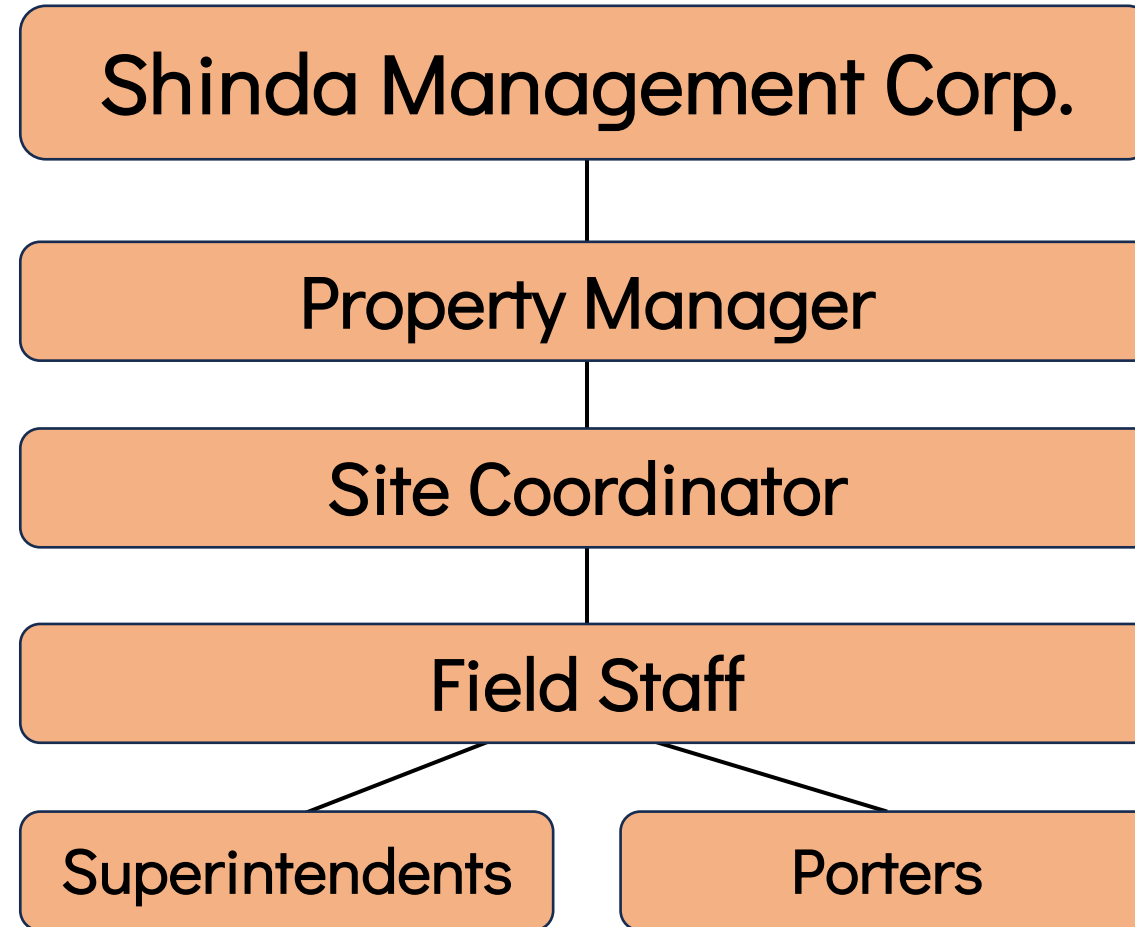 Shinda Management Corp.
Property Manager
Site Coordinator
Field Staff
Superintendents
Porters